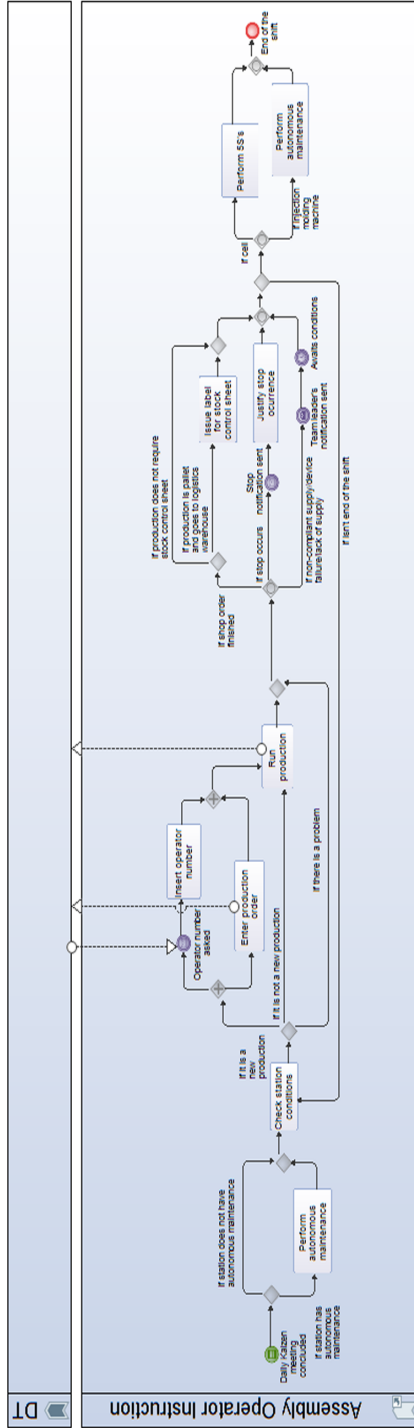 DT
Assembly Operator Instruction
Daily Kaizen
meeting
concluded
If station does not have
autonomous maintenance
If station has
autonomous
maintenance
Perform
autonomous
maintenance
Check station
conditions
If it is a
new
production
If it is not a new production
If there is a problem
Operator number
asked
Insert operator
number
Enter production
order
Run
production
If shop order
finished
If stop occurs
If non-compliant supply/device
failure/lack of supply
If production does not require
stock control sheet
If production is pallet
and goes to logistics
warehouse
Issue label
for stock
control sheet
Stop
notification sent
Justify stop
ocurrence
Team leader's
notification sent
Awaits conditions
If isn't end of the shift
If cell
If injection
molding
machine
Perform 5S's
Perform
autonomous
maintenance
End of the
shift